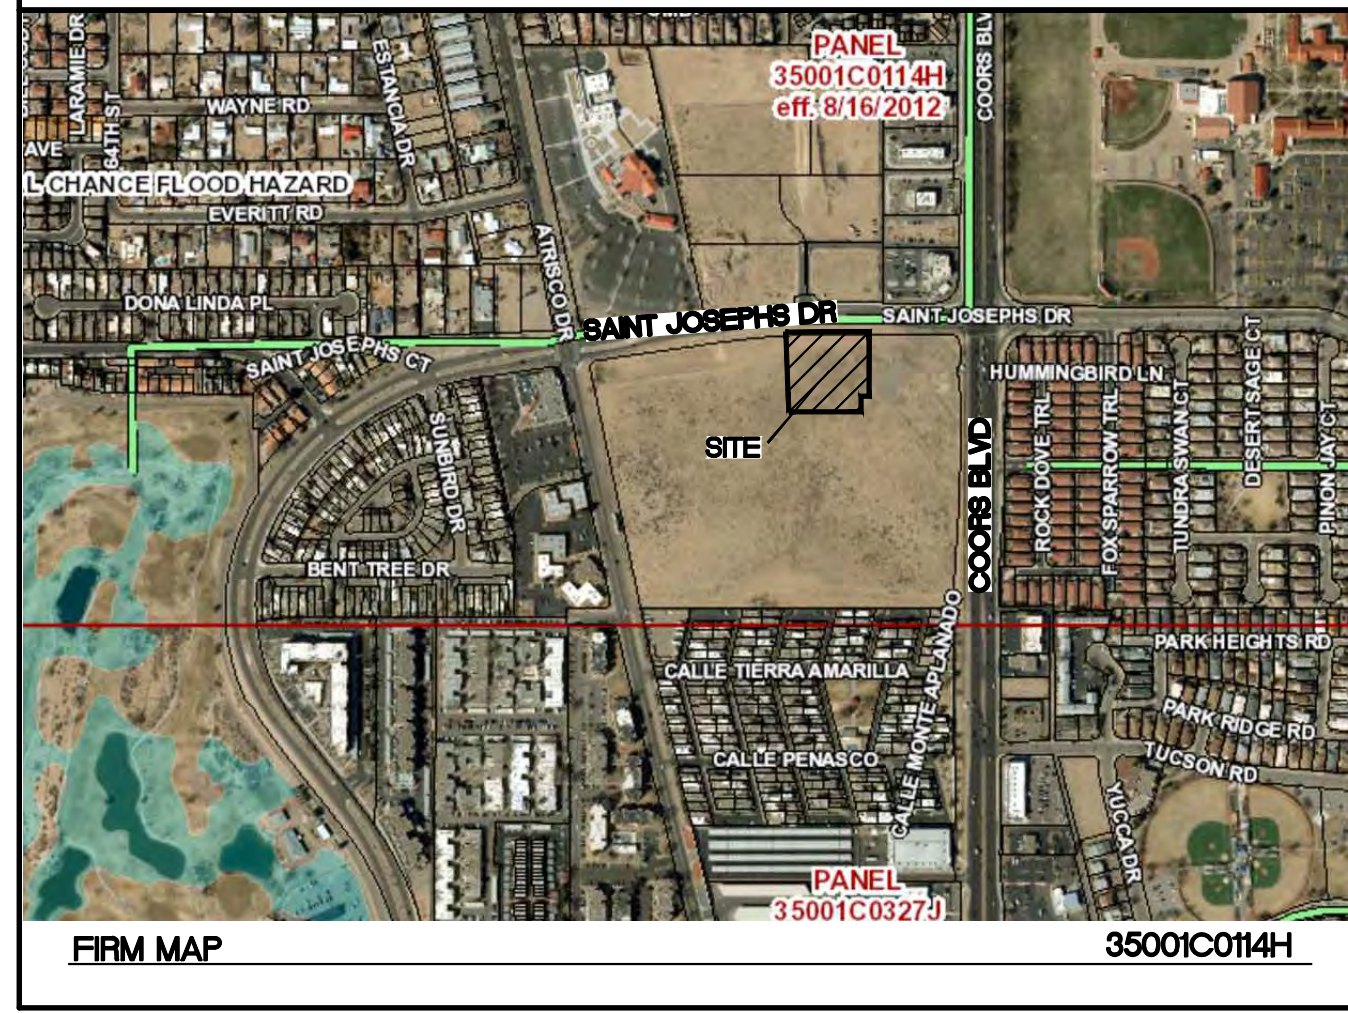 PANEL
35001C0114H
eff. 8/16/2012
COORS BLV
LARAMIE DR
64TH ST
WAYNE RD
ESTANCIA DR
AVE
L CHANCE FLOOD HAZARD
EVERITT RD
ATRISCO DR
DONA LINDA PL
SAINT JOSEPHS DR
SAINT JOSEPHS DR
SAINT JOSEPHS CT
HUMMINGBIRD LN
SITE
COORS BLVD
SUNBIRD DR
ROCK DOVE TRL
FOX SPARROW TRL
TUNDRA SWAN CT
DESERT SAGE CT
PINON JAY CT
BENT TREE DR
CALLE TIERRA AMARILLA
CALLE MONTE APLANADO
PARK HEIGHTS RD
PARK RIDGE RD
CALLE PENASCO
TUCSON RD
YUCCA DR
PANEL
35001C0327J
FIRM MAP
35001C0114H